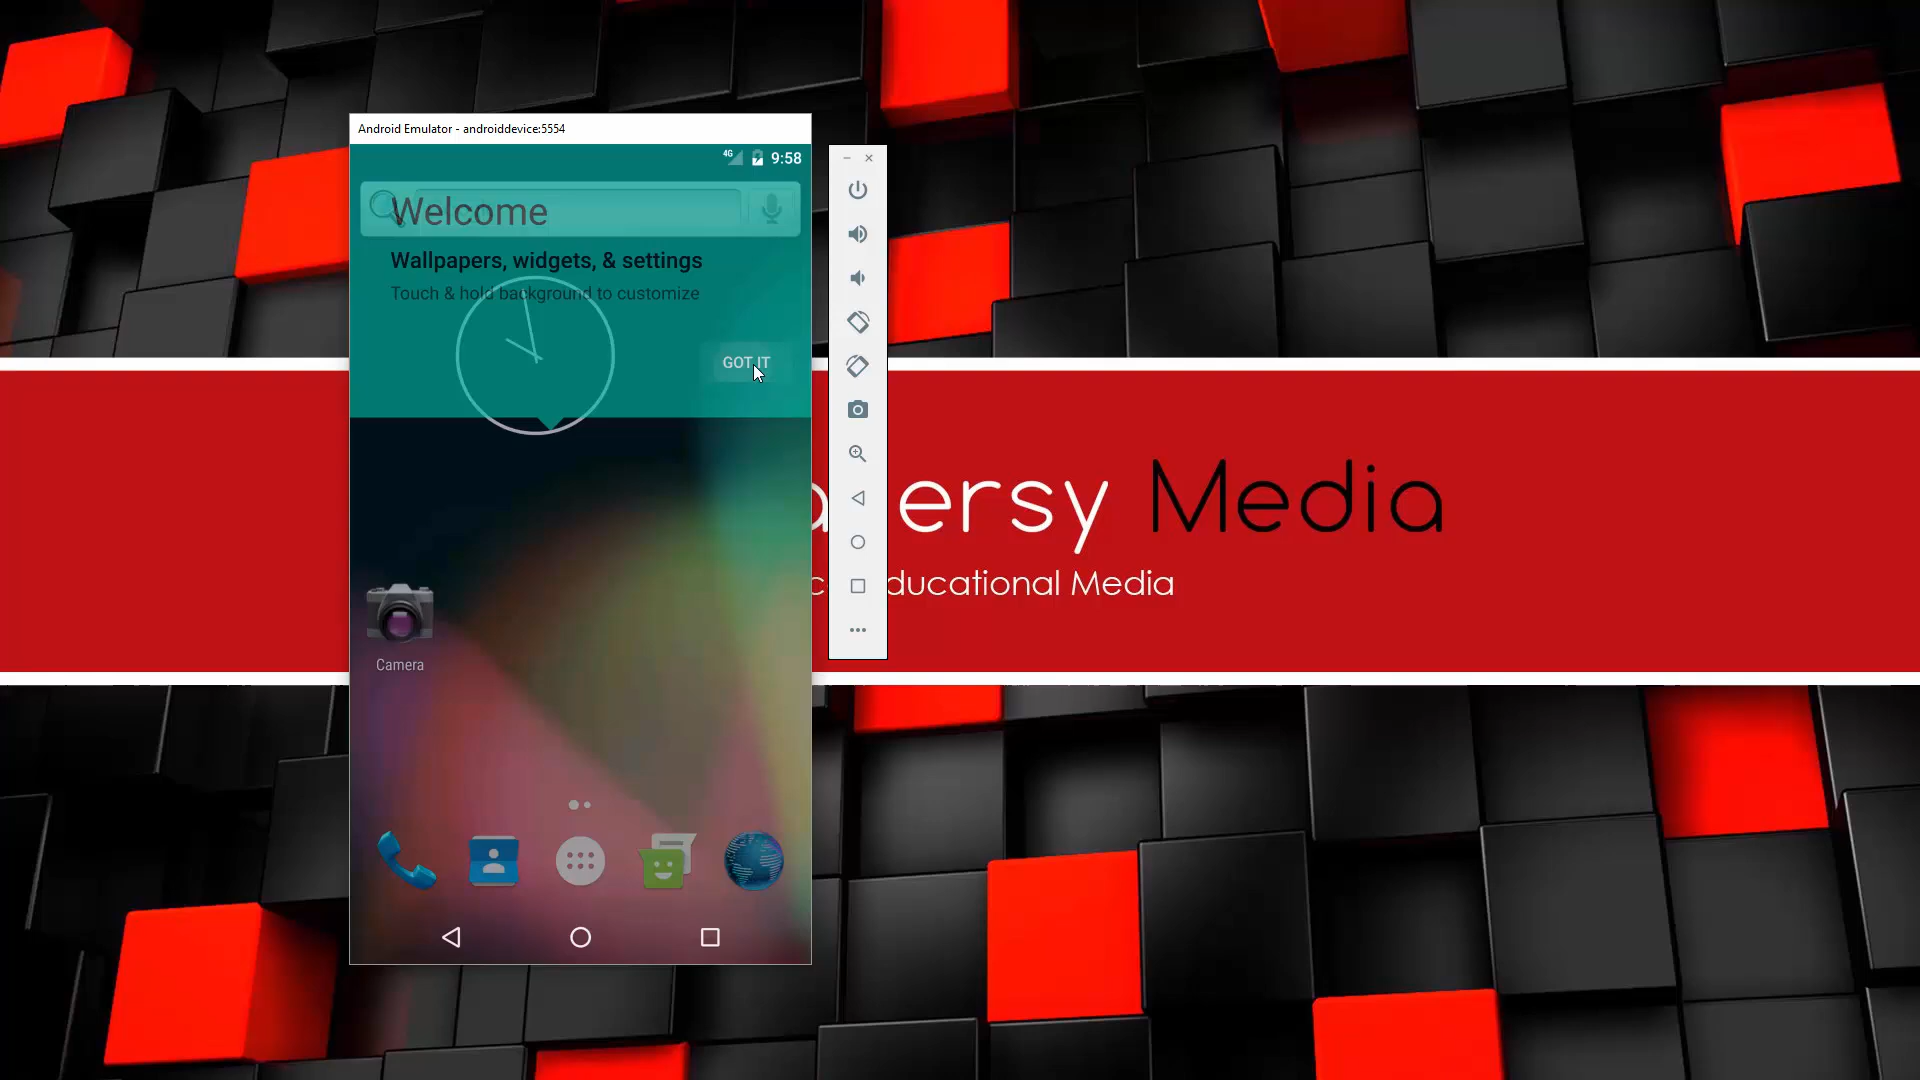 Android Emulator - androiddevice:5554
4G 9:58
Welcome
Wallpapers, widgets, & settings
Touch & hold background to customize
GOT IT
ersy Media
ducational Media
Camera